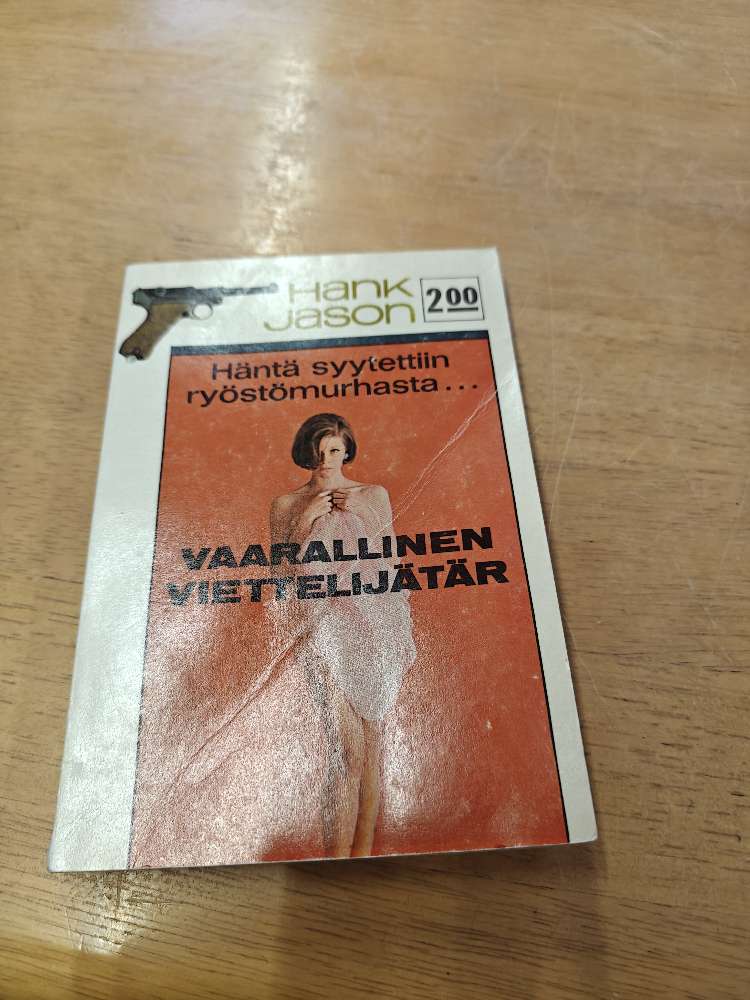 Hank
Jason
2 00
Häntä syytettiin
ryöstömurhasta...
VAARALLINEN
VIETTELIJÄTÄR